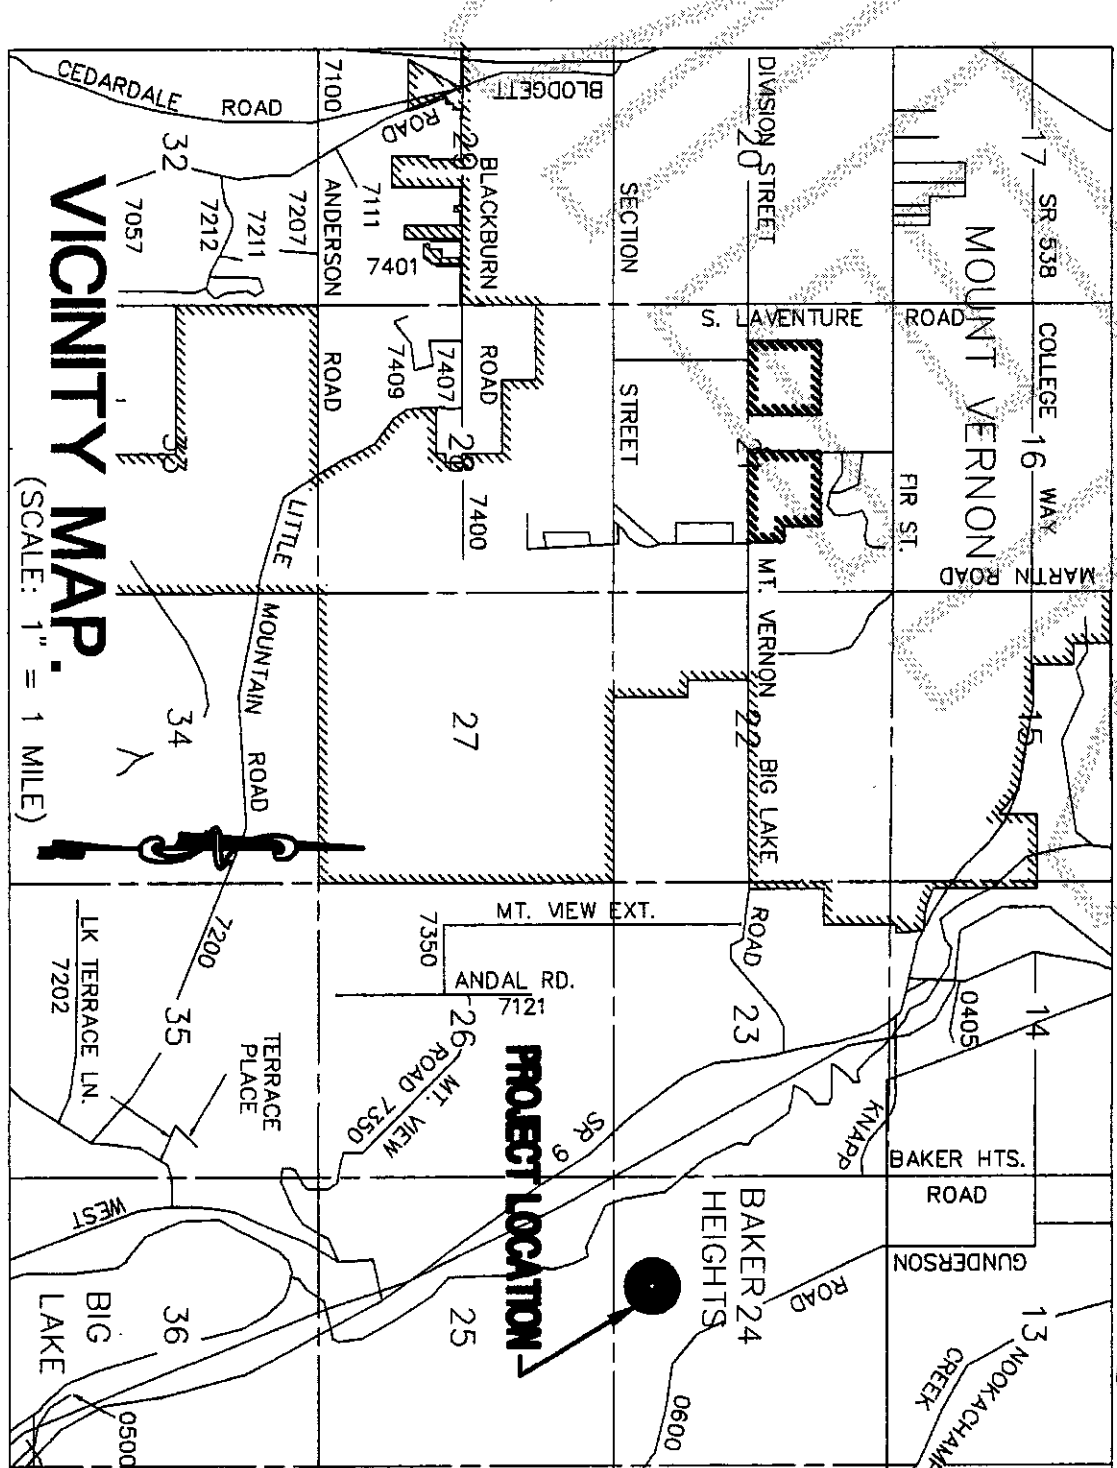 17
SR 538
COLLEGE
16
WAY
MARTIN ROAD
15
14
13
NOOKACHAMP
CREEK
MOUNT VERNON
ROAD
FIR ST.
0405
KNAPP
BAKER HTS.
ROAD
GUNDERSON
ROAD
DIVISION STREET
20
S. LAVENTURE
21
MT. VERNON
22
BIG LAKE
ROAD
23
BAKER
HEIGHTS
24
0600
BLODGETT
SECTION
STREET
BLACKBURN
ROAD
29
28
7400
27
MT. VIEW EXT.
7350
ANDAL RD.
7121
26
MT. VIEW
ROAD 7350
SR 9
PROJECT LOCATION
25
7100
ROAD
7111
7401
7407
7409
ANDERSON
ROAD
CEDARDALE
ROAD
32
7207
7211
7212
7057
33
LITTLE
MOUNTAIN
ROAD
34
7200
35
LK TERRACE LN.
7202
TERRACE
PLACE
WEST
36
BIG
LAKE
0500
VICINITY MAP.
(SCALE: 1" = 1 MILE)